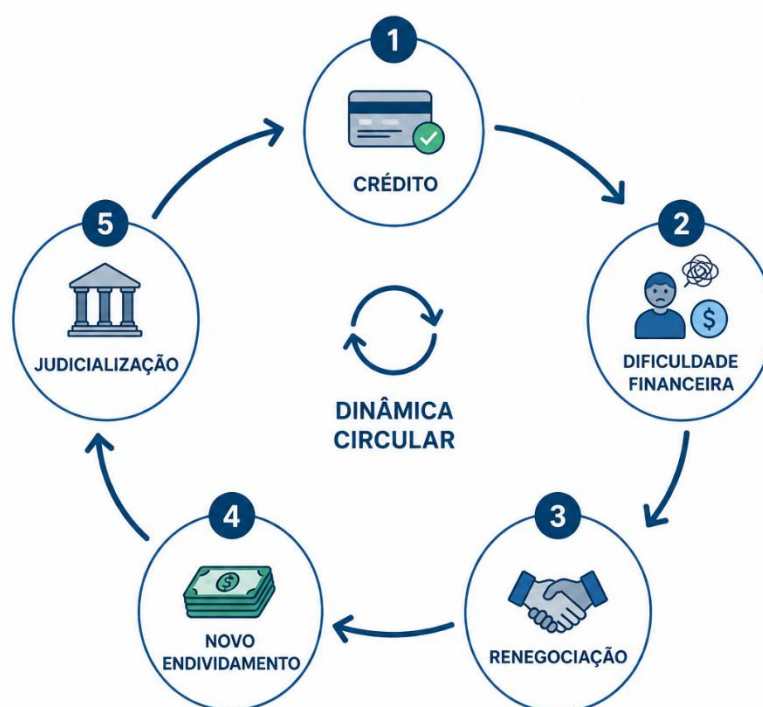 1
CRÉDITO
2
DIFICULDADE
FINANCEIRA
$
3
RENEGOCIAÇÃO
4
$
NOVO
ENDIVIDAMENTO
5
JUDICIALIZAÇÃO
DINÂMICA
CIRCULAR